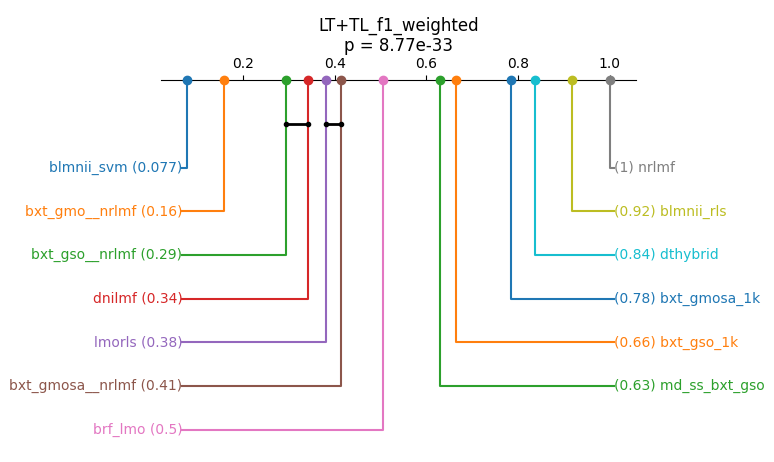 LT+TL_f1_weighted
p = 8.77e-33
0.2 0.4 0.6 0.8 1.0
blmnii_svm (0.077) (1) nrlmf
bxt_gmo__nrlmf (0.16) (0.92) blmnii_rls
bxt_gso__nrlmf (0.29) (0.84) dthybrid
dnilmf (0.34) (0.78) bxt_gmosa_1k
lmorls (0.38) (0.66) bxt_gso_1k
bxt_gmosa__nrlmf (0.41) (0.63) md_ss_bxt_gso
brf_lmo (0.5)